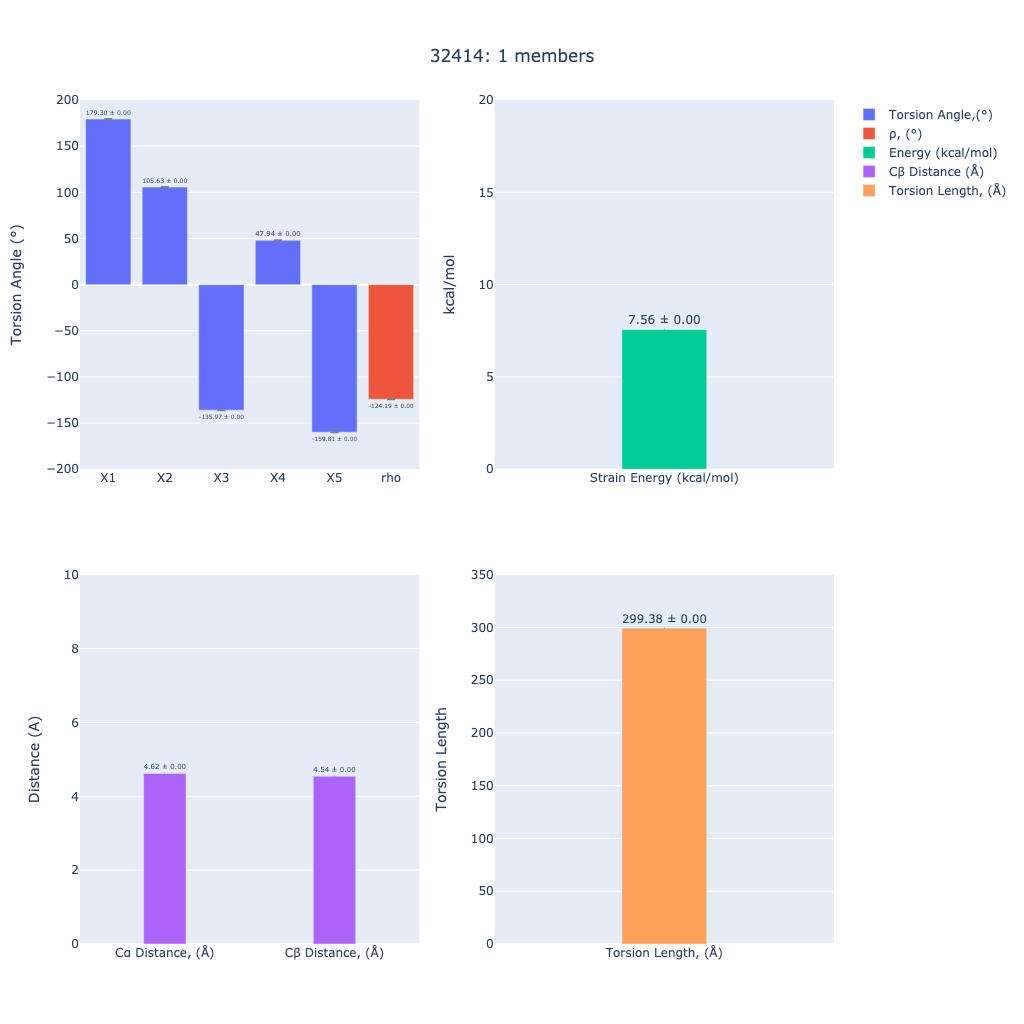 32414: 1 members
Torsion Angle (°)
200
150
100
50
0
−50
−100
−150
−200
179.30 ± 0.00
105.63 ± 0.00
-135.97 ± 0.00
47.94 ± 0.00
-159.81 ± 0.00
-124.19 ± 0.00
X1
X2
X3
X4
X5
rho
kcal/mol
20
15
10
5
0
7.56 ± 0.00
Strain Energy (kcal/mol)
Torsion Angle,(°)
ρ, (°)
Energy (kcal/mol)
Cβ Distance (Å)
Torsion Length, (Å)
Distance (A)
10
8
6
4
2
0
4.62 ± 0.00
4.54 ± 0.00
Cα Distance, (Å)
Cβ Distance, (Å)
Torsion Length
350
300
250
200
150
100
50
0
299.38 ± 0.00
Torsion Length, (Å)